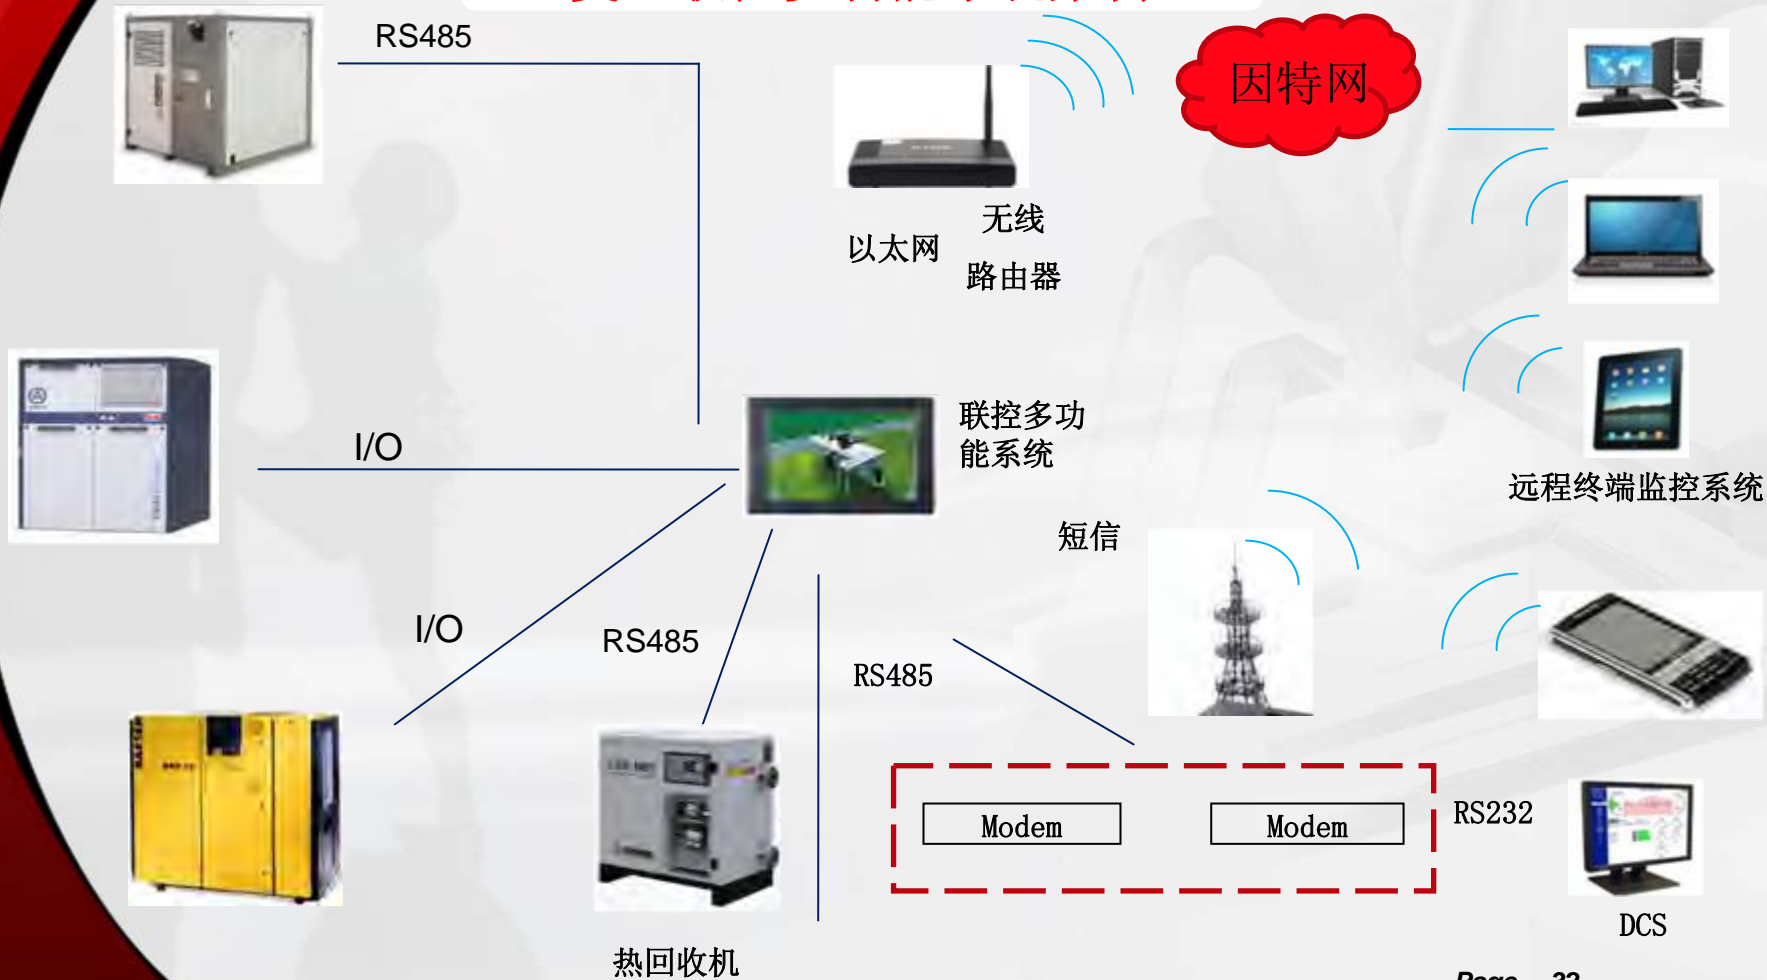 RS485
因特网
无线
以太网
路由器
联控多功
能系统
I/O
远程终端监控系统
短信
I/O
RS485
RS485
Modem
Modem
RS232
DCS
热回收机